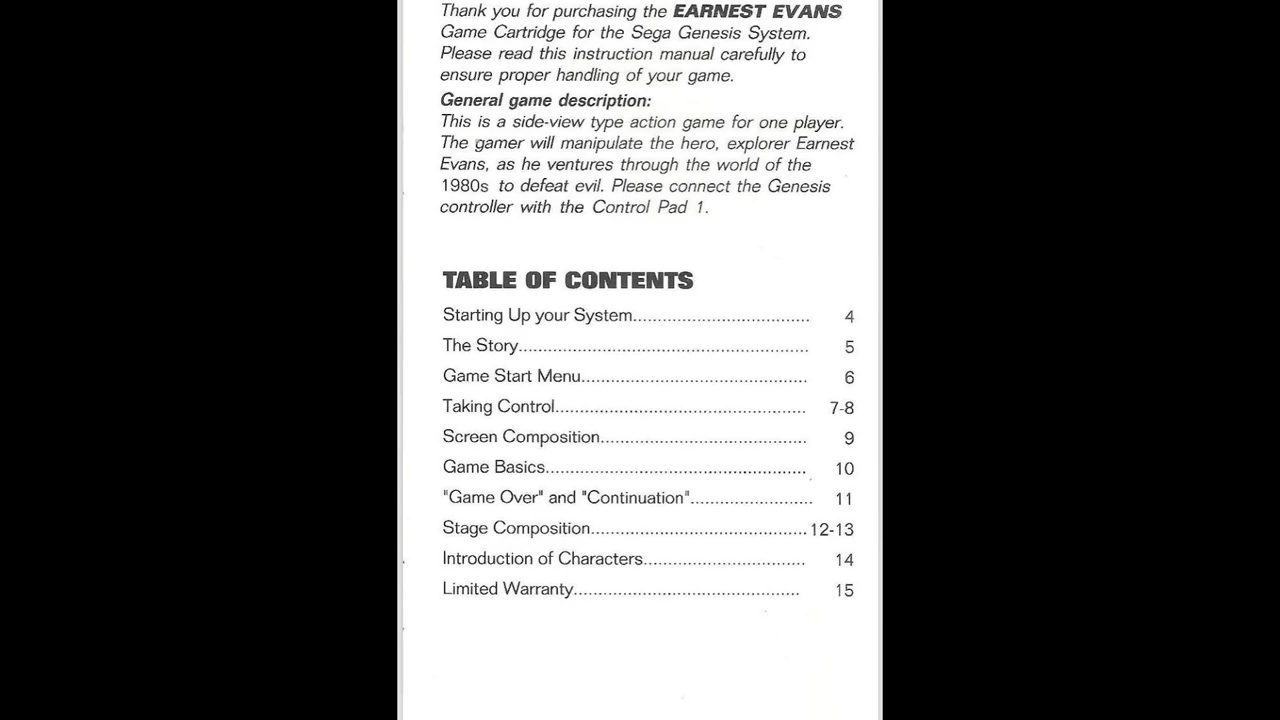 Thank you for purchasing the EARNEST EVANS
Game Cartridge for the Sega Genesis System.
Please read this instruction manual carefully to
ensure proper handling of your game.
General game description:
This is a side-view type action game for one player.
The gamer will manipulate the hero, explorer Earnest
Evans, as he ventures through the world of the
1980s to defeat evil. Please connect the Genesis
controller with the Control Pad 1.
TABLE OF CONTENTS
Starting Up your System.................................... 4
The Story.......................................................... 5
Game Start Menu............................................. 6
Taking Control.................................................. 7-8
Screen Composition......................................... 9
Game Basics.................................................... 10
"Game Over" and "Continuation"........................ 11
Stage Composition...........................................12-13
Introduction of Characters................................ 14
Limited Warranty............................................. 15